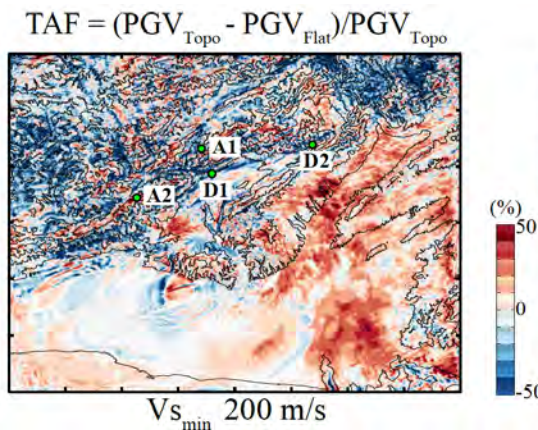 TAF = (PGV_Topo - PGV_Flat)/PGV_Topo
A1
D2
D1
A2
(%)
50
0
-50
Vs_min 200 m/s